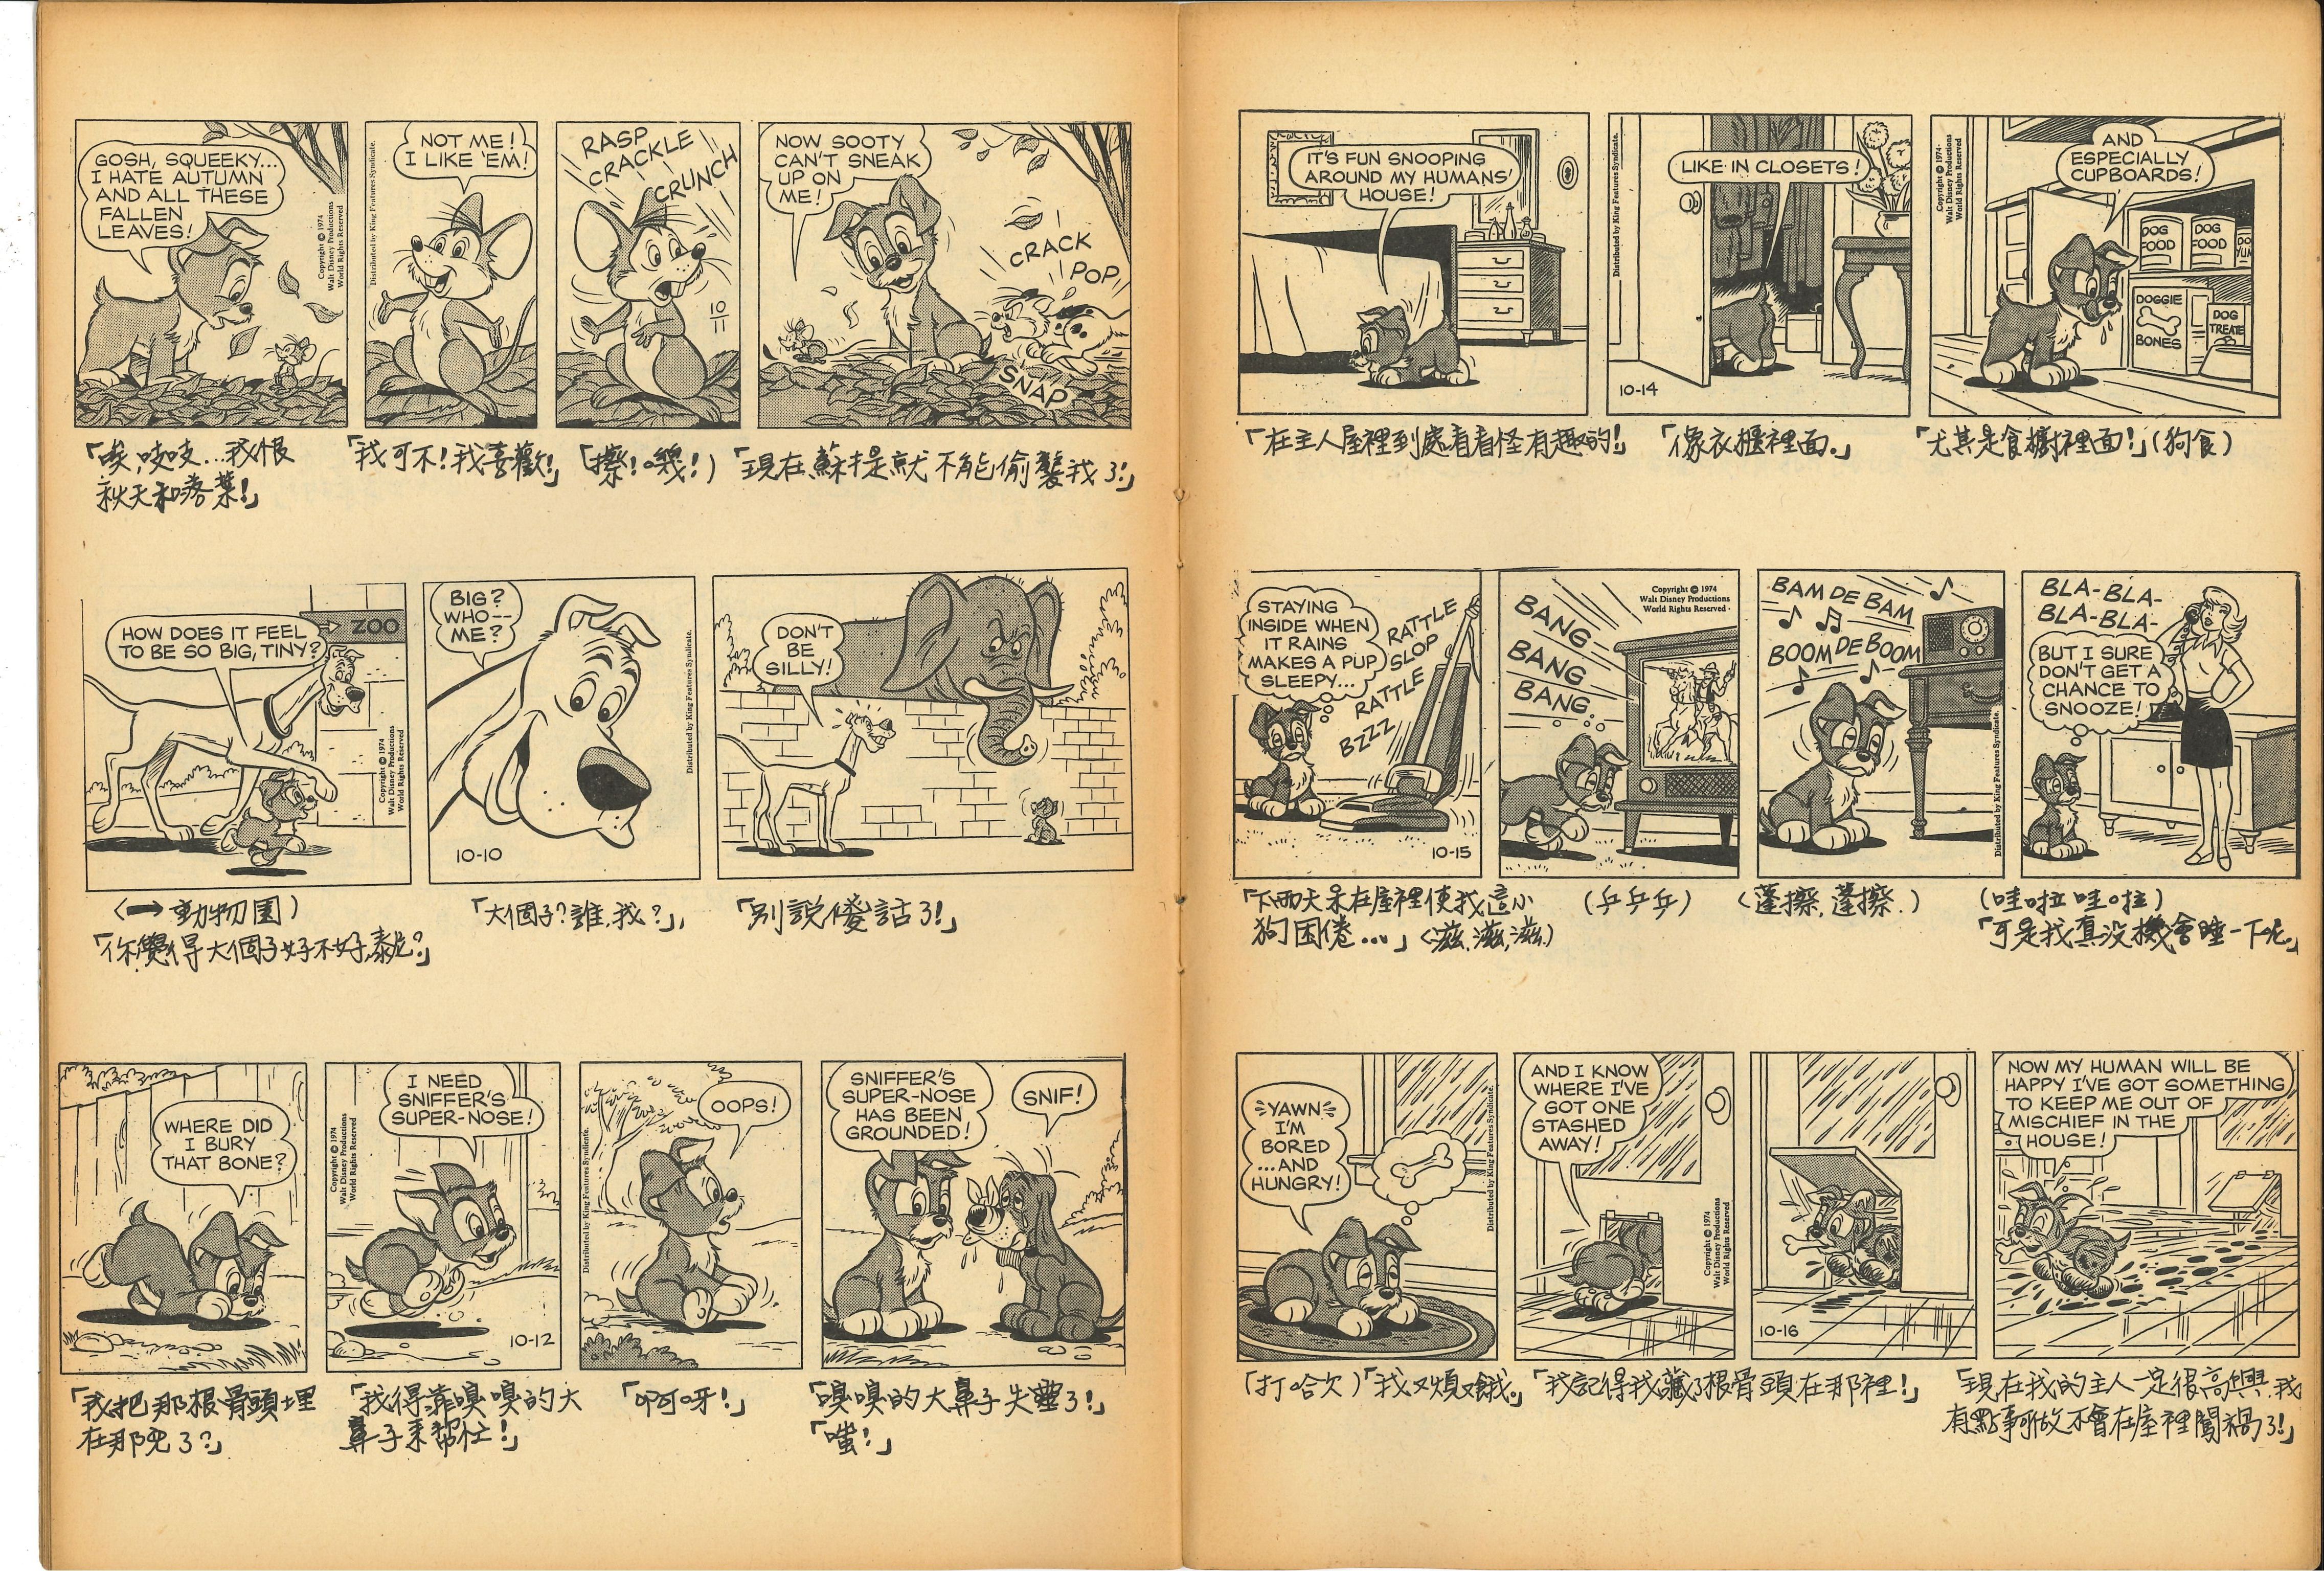 GOSH, SQUEEKY...
I HATE AUTUMN
AND ALL THESE
FALLEN
LEAVES!
Copyright © 1974
Walt Disney Productions
World Rights Reserved
NOT ME!
I LIKE 'EM!
Distributed by King Features Syndicate.
RASP
CRACKLE
CRUNCH
10
11
NOW SOOTY
CAN'T SNEAK
UP ON
ME!
CRACK
POP
SNAP
「唉,吱吱...我恨
秋天和落葉!」
「我可不!我喜歡!」
「現在蘇提就不能偷襲我了!」
HOW DOES IT FEEL
TO BE SO BIG, TINY?
ZOO
Copyright © 1974
Walt Disney Productions
World Rights Reserved
BIG?
WHO--
ME?
10-10
Distributed by King Features Syndicate.
DON'T
BE
SILLY!
(→動物園)
「你覺得大個子好不好,泰尼?」
「大個子?誰,我?」,
「別說傻話了!」
WHERE DID
I BURY
THAT BONE?
I NEED
SNIFFER'S
SUPER-NOSE!
Copyright © 1974
Walt Disney Productions
World Rights Reserved
10-12
OOPS!
Distributed by King Features Syndicate.
SNIFFER'S
SUPER-NOSE
HAS BEEN
GROUNDED!
SNIF!
「我把那根骨頭埋
在那兒了?」
「我得靠嗅嗅的大
鼻子來幫忙!」
「啊呀!」
「嗅嗅的大鼻子失靈了!」
「嗤!」
IT'S FUN SNOOPING
AROUND MY HUMANS'
HOUSE!
Distributed by King Features Syndicate.
LIKE IN CLOSETS!
10-14
Copyright © 1974
Walt Disney Productions
World Rights Reserved
AND
ESPECIALLY
CUPBOARDS!
DOG
FOOD
DOG
FOOD
DOGGIE
BONES
DOG
TREATS
「在主人屋裡到處看看怪有趣的!」
「像衣櫃裡面。」
「尤其是食櫥裡面!」(狗食)
STAYING
INSIDE WHEN
IT RAINS
MAKES A PUP
SLEEPY...
RATTLE
SLOP
RATTLE
BZZZ
10-15
BANG
BANG
BANG
Copyright © 1974
Walt Disney Productions
World Rights Reserved
BAM DE BAM
BOOM DE BOOM
Distributed by King Features Syndicate.
BLA-BLA-
BLA-BLA-
BUT I SURE
DON'T GET A
CHANCE TO
SNOOZE!
「下雨天呆在屋裡使我這小
狗困倦...」(滋,滋,滋)
(乒乒乒)
(蓬擦,蓬擦.)
(哇啦哇啦)
「可是我真没機會睡一下呢」
YAWN
I'M
BORED
...AND
HUNGRY!
Distributed by King Features Syndicate.
AND I KNOW
WHERE I'VE
GOT ONE
STASHED
AWAY!
Copyright © 1974
Walt Disney Productions
World Rights Reserved
10-16
NOW MY HUMAN WILL BE
HAPPY I'VE GOT SOMETHING
TO KEEP ME OUT OF
MISCHIEF IN THE
HOUSE!
(打哈欠)「我又煩又餓。」
「我記得我藏了根骨頭在那裡!」
「現在我的主人一定很高興,我
有點事可做不會在屋裡闖禍了!」